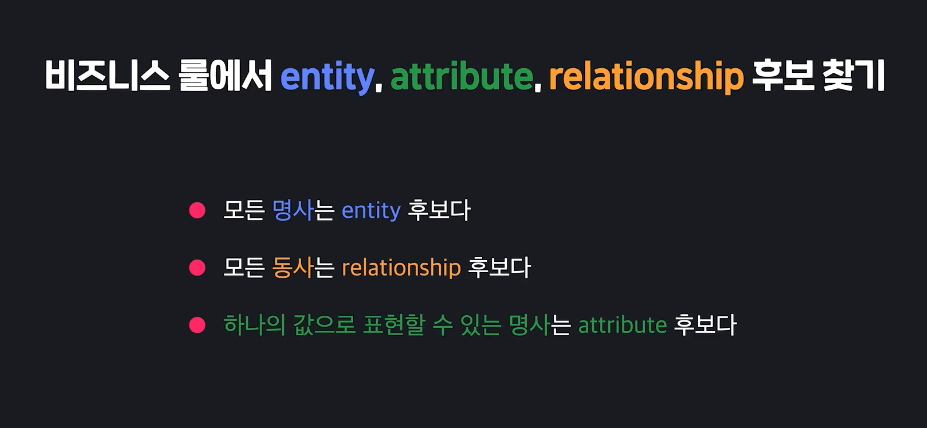 비즈니스 룰에서 entity, attribute, relationship 후보 찾기
모든 명사는 entity 후보다
모든 동사는 relationship 후보다
하나의 값으로 표현할 수 있는 명사는 attribute 후보다